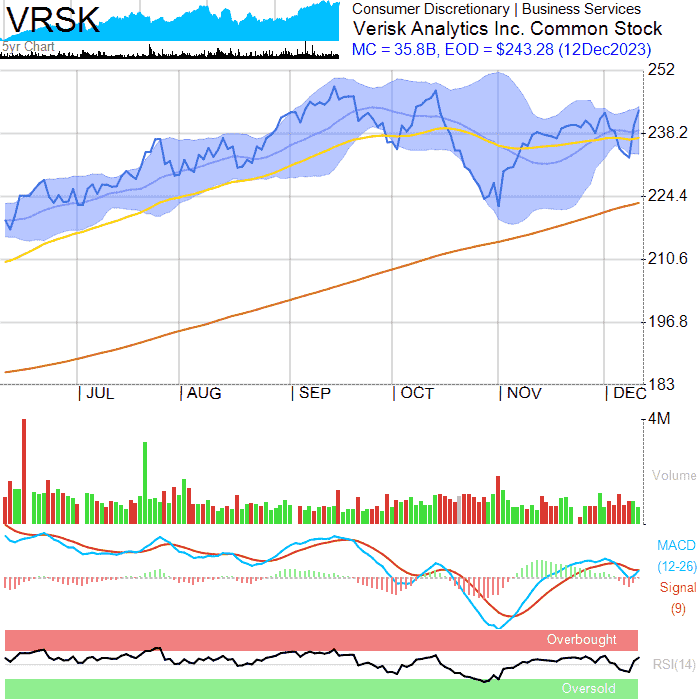 VRSK
5yr Chart
Consumer Discretionary | Business Services
Verisk Analytics Inc. Common Stock
MC = 35.8B, EOD = $243.28 (12Dec2023)
252
238.2
224.4
210.6
196.8
183
JUL
AUG
SEP
OCT
NOV
DEC
4M
Volume
MACD
(12-26)
Signal
(9)
Overbought
RSI(14)
Oversold